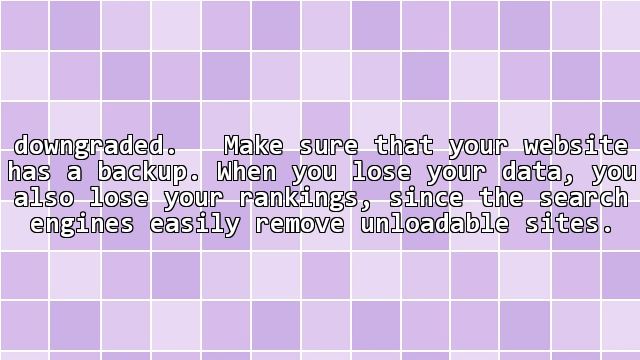 downgraded.   Make sure that your website
has a backup. When you lose your data, you
also lose your rankings, since the search
engines easily remove unloadable sites.